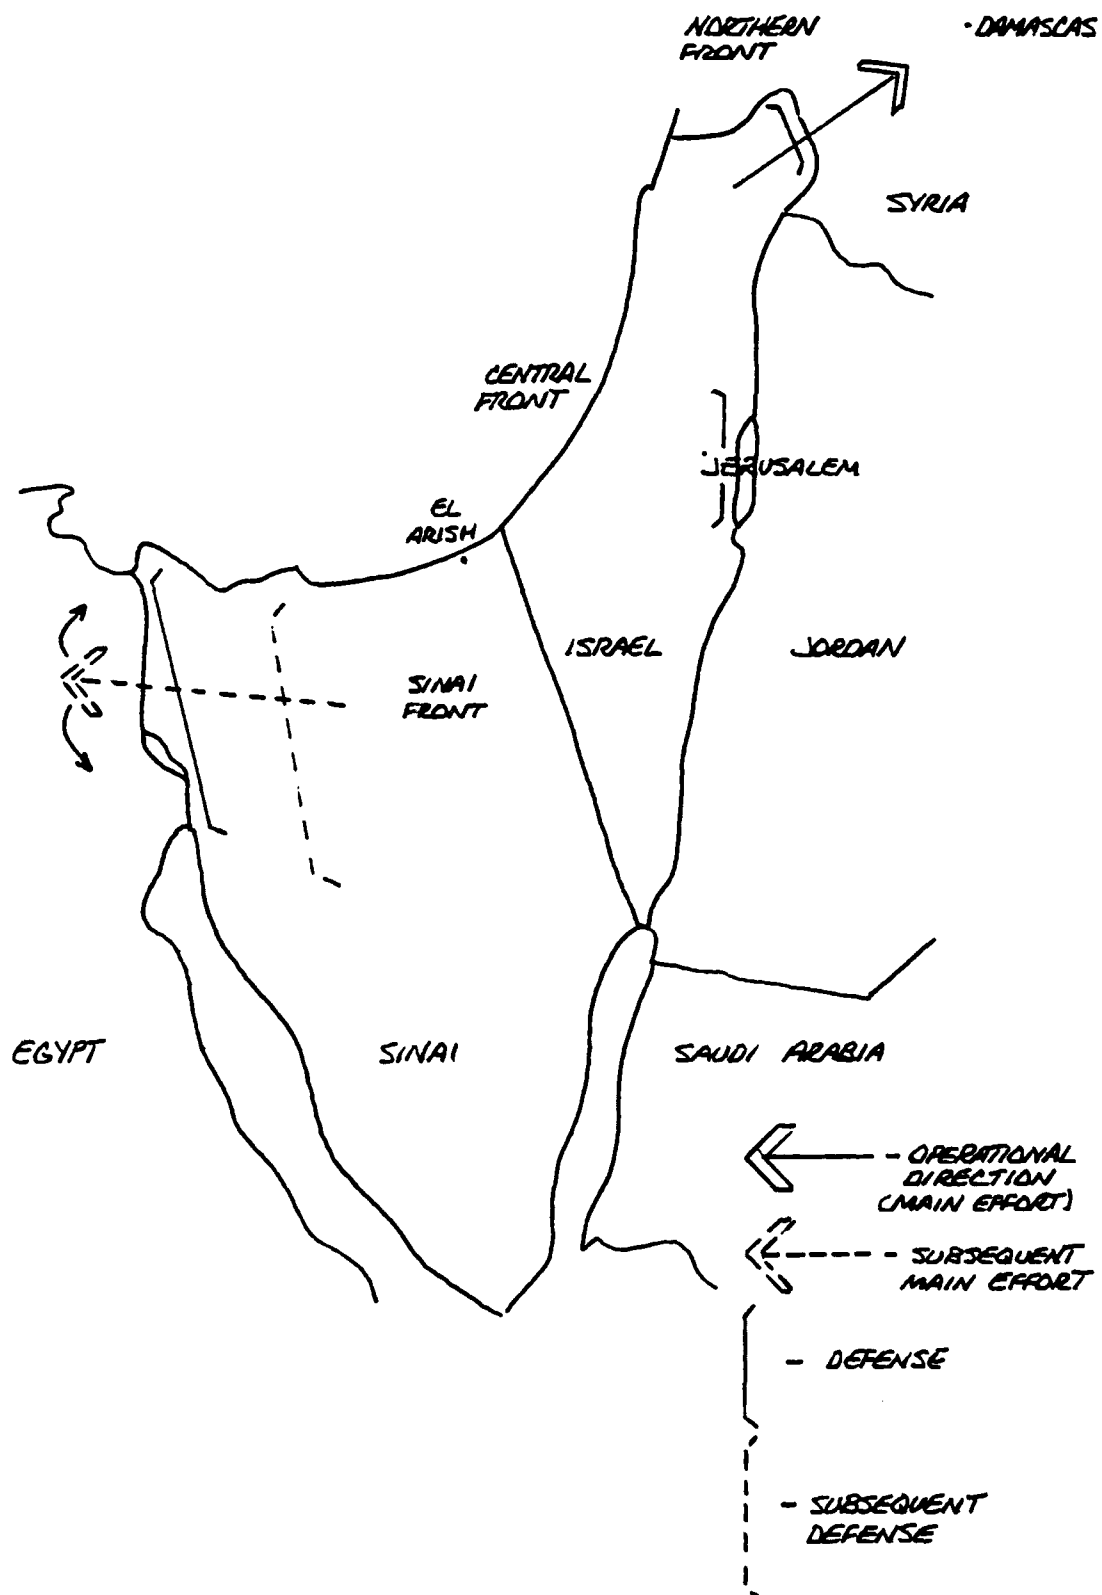 NORTHERN
FRONT
·DAMASCAS
SYRIA
CENTRAL
FRONT
JERUSALEM
EL
ARISH
ISRAEL
JORDAN
SINAI
FRONT
EGYPT
SINAI
SAUDI ARABIA
- OPERATIONAL
DIRECTION
(MAIN EFFORT)
- SUBSEQUENT
MAIN EFFORT
- DEFENSE
- SUBSEQUENT
DEFENSE